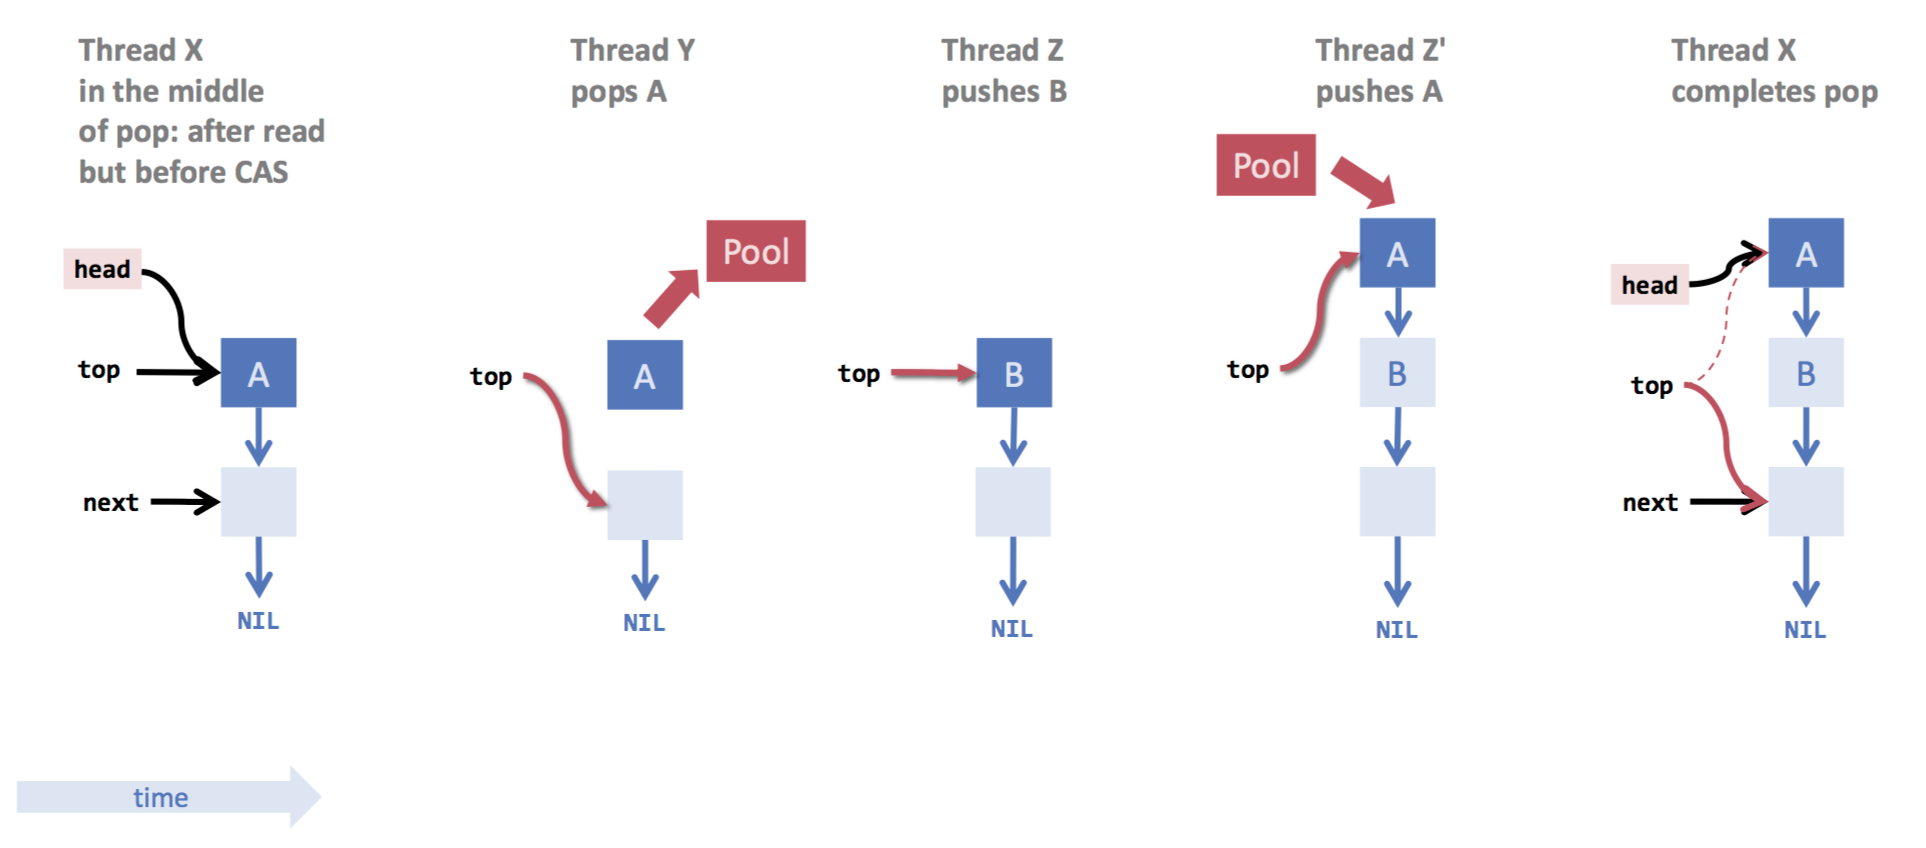 Thread X
in the middle
of pop: after read
but before CAS
head
top
A
next
NIL
Thread Y
pops A
Pool
top
A
NIL
Thread Z
pushes B
top
B
NIL
Thread Z'
pushes A
Pool
A
top
B
NIL
Thread X
completes pop
A
head
B
top
next
NIL
time